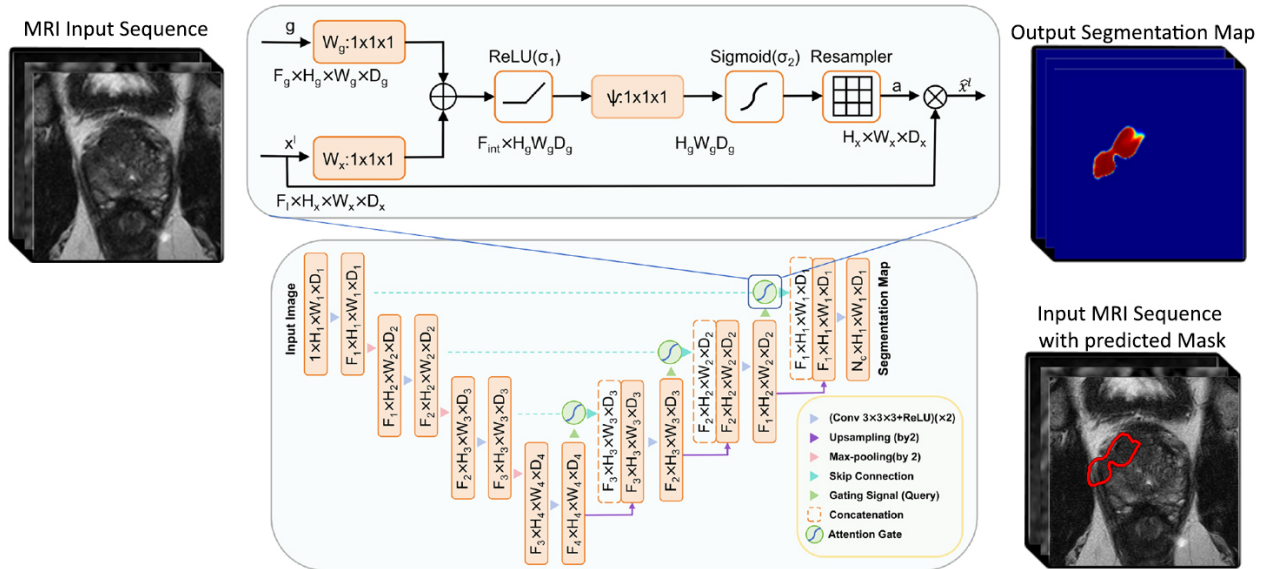 MRI Input Sequence
g
W_g:1x1x1
F_g×H_g×W_g×D_g
x^l
W_x:1x1x1
F_l×H_x×W_x×D_x
ReLU(σ_1)
F_int×H_gW_gD_g
ψ:1x1x1
H_gW_gD_g
Sigmoid(σ_2)
Resampler
a
H_x×W_x×D_x
x̂^l
Output Segmentation Map
Input Image
1×H_1×W_1×D_1
F_1×H_1×W_1×D_1
F_1×H_2×W_2×D_2
F_2×H_2×W_2×D_2
F_2×H_3×W_3×D_3
F_3×H_3×W_3×D_3
F_3×H_4×W_4×D_4
F_4×H_4×W_4×D_4
F_3×H_3×W_3×D_3
F_3×H_3×W_3×D_3
F_2×H_3×W_3×D_3
F_2×H_2×W_2×D_2
F_2×H_2×W_2×D_2
F_1×H_2×W_2×D_2
F_1×H_1×W_1×D_1
F_1×H_1×W_1×D_1
N_c×H_1×W_1×D_1
Segmentation Map
(Conv 3×3×3+ReLU)(×2)
Upsampling (by2)
Max-pooling(by 2)
Skip Connection
Gating Signal (Query)
Concatenation
Attention Gate
Input MRI Sequence
with predicted Mask